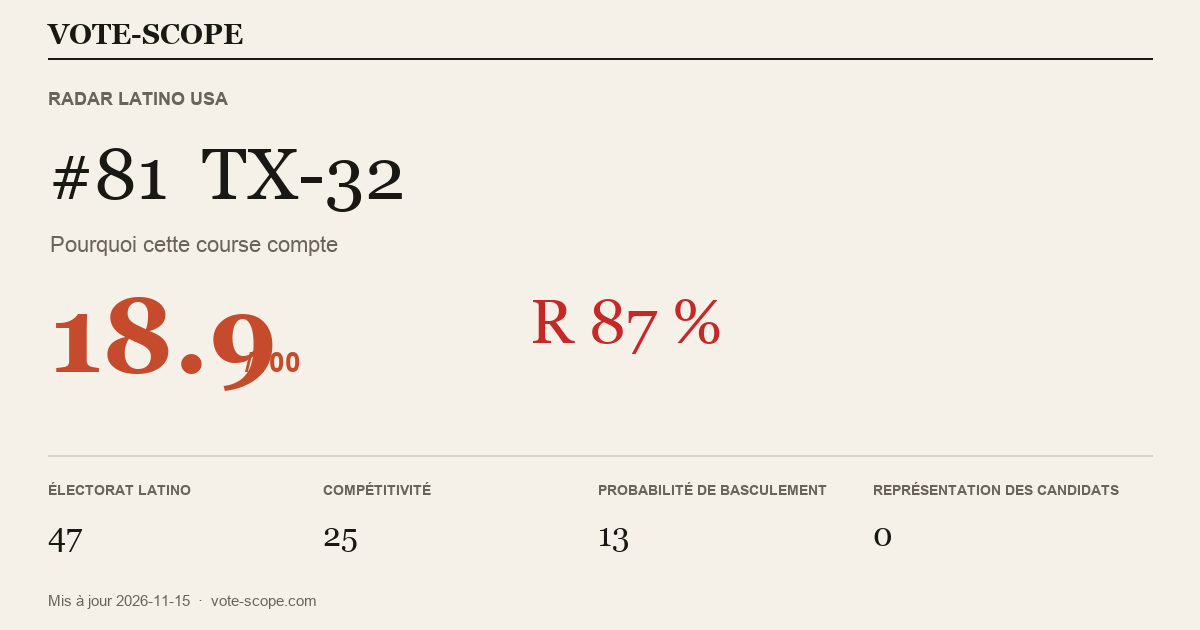 VOTE-SCOPE
RADAR LATINO USA
#81 TX-32
Pourquoi cette course compte
18.9
R 87 %
ÉLECTORAT LATINO
COMPÉTITIVITÉ
PROBABILITÉ DE BASCULEMENT
REPRÉSENTATION DES CANDIDATS
47
25
13
0
Mis à jour 2026-11-15 · vote-scope.com